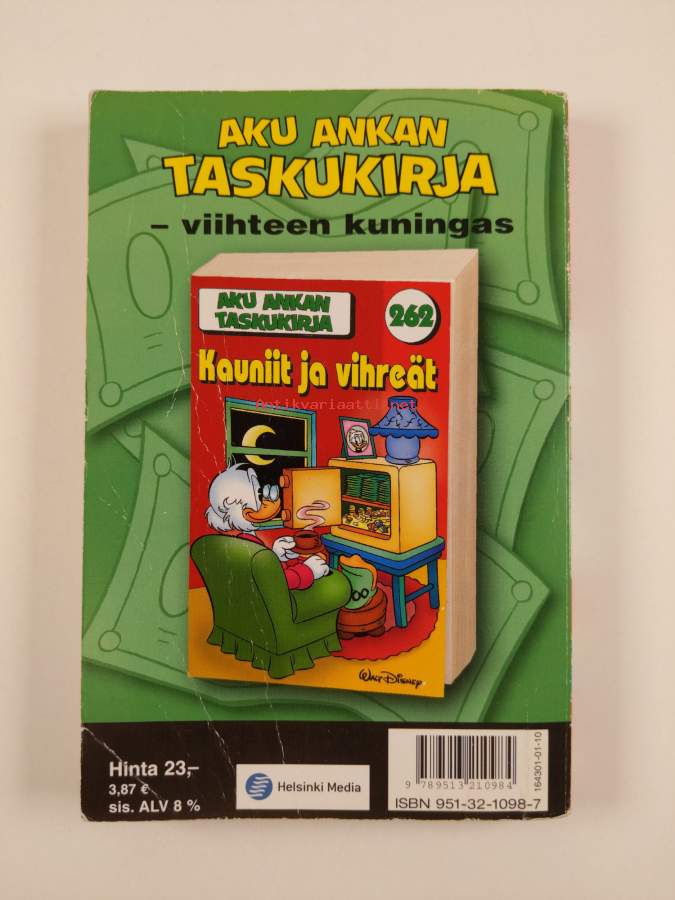 AKU ANKAN
TASKUKIRJA
– viihteen kuningas
AKU ANKAN
TASKUKIRJA
262
Kauniit ja vihreät
Antikvariaatti.net
Walt Disney
Hinta 23,–
3,87 €
sis. ALV 8 %
Helsinki Media
9 789513 210984
ISBN 951-32-1098-7
164301-01-10